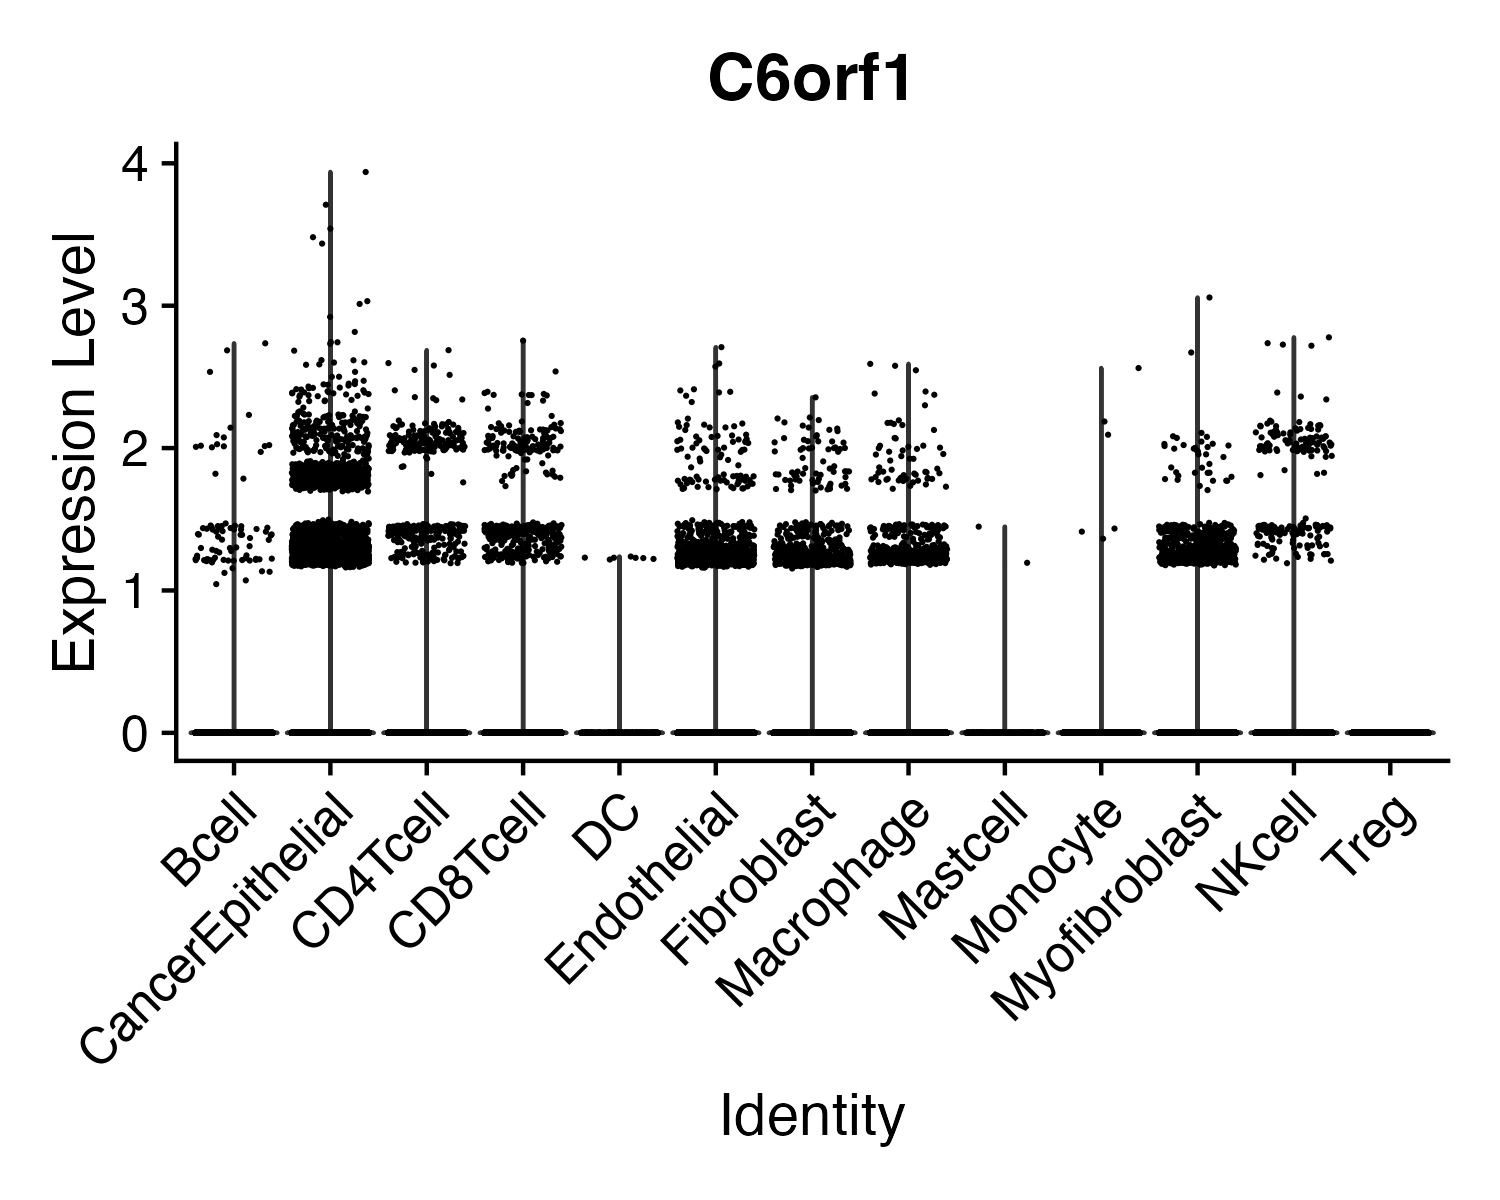 C6orf1
Expression Level
4
3
2
1
0
Bcell
CancerEpithelial
CD4Tcell
CD8Tcell
DC
Endothelial
Fibroblast
Macrophage
Mastcell
Monocyte
Myofibroblast
NKcell
Treg
Identity